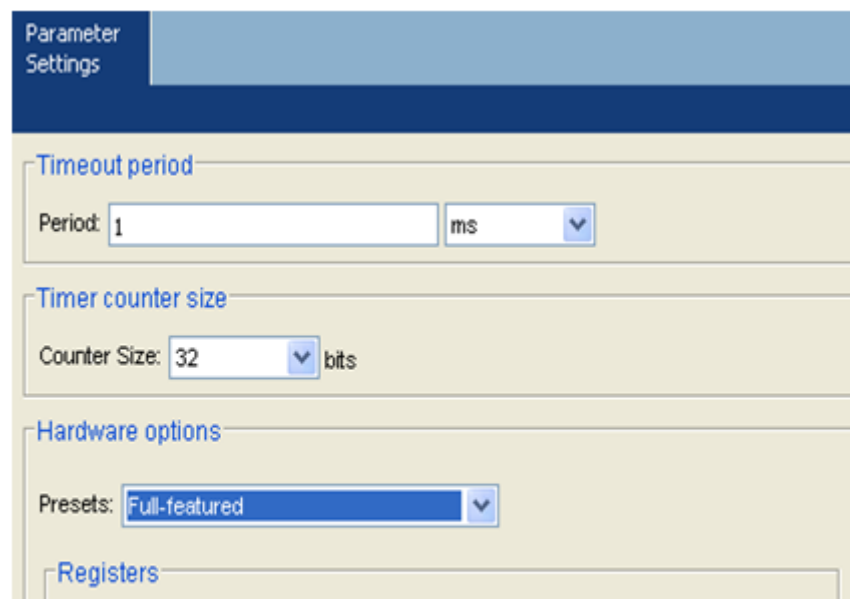 Parameter
Settings
Timeout period
Period: 1 ms
Timer counter size
Counter Size: 32 bits
Hardware options
Presets: Full-featured
Registers